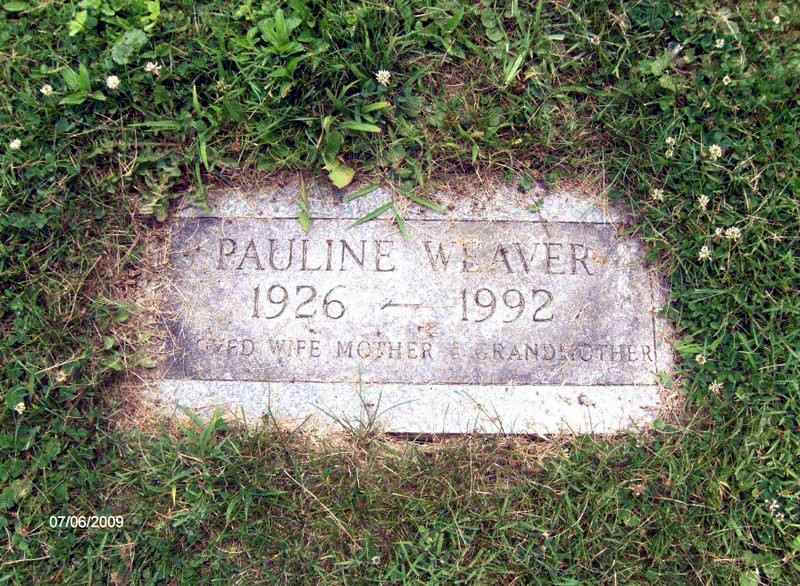 PAULINE WEAVER
1926 — 1992
WIFE MOTHER & GRANDMOTHER
07/06/2009